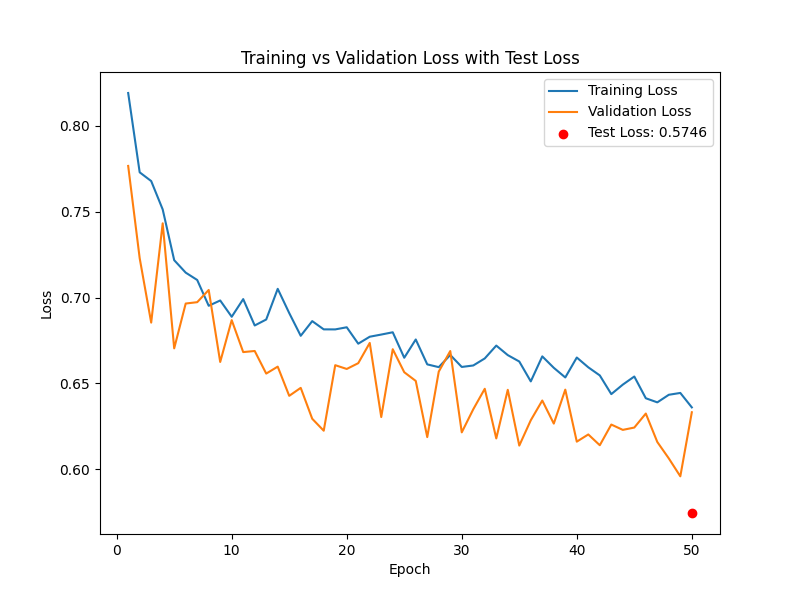 Training vs Validation Loss with Test Loss
Training Loss
Validation Loss
Test Loss: 0.5746
0.80
0.75
0.70
0.65
0.60
Loss
0
10
20
30
40
50
Epoch